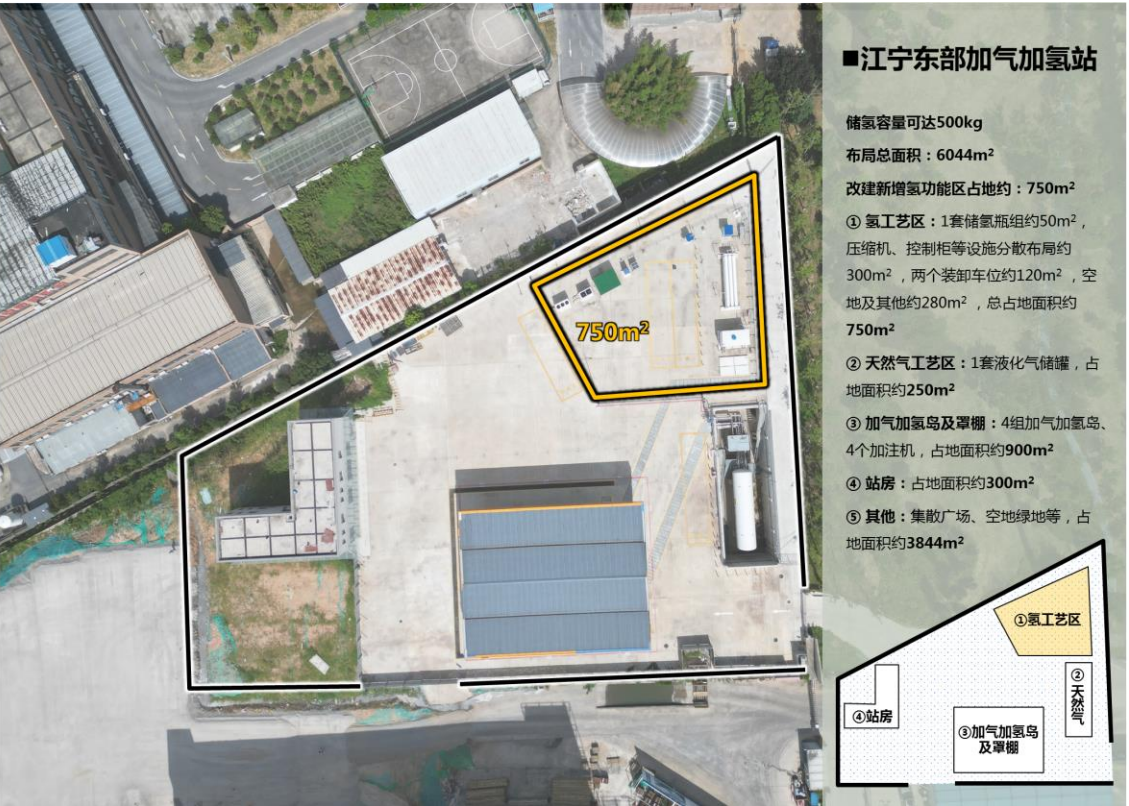 ■江宁东部加气加氢站
储氢容量可达500kg
布局总面积：6044m²
改建新增氢功能区占地约：750m²
① 氢工艺区：1套储氢瓶组约50m²，
压缩机、控制柜等设施分散布局约
300m²，两个装卸车位约120m²，空
地及其他约280m²，总占地面积约
750m²
② 天然气工艺区：1套液化气储罐，占
地面积约250m²
③ 加气加氢岛及罩棚：4组加气加氢岛、
4个加注机，占地面积约900m²
④ 站房：占地面积约300m²
⑤ 其他：集散广场、空地绿地等，占
地面积约3844m²
750m²
①氢工艺区
②天然气
④站房
③加气加氢岛
及罩棚